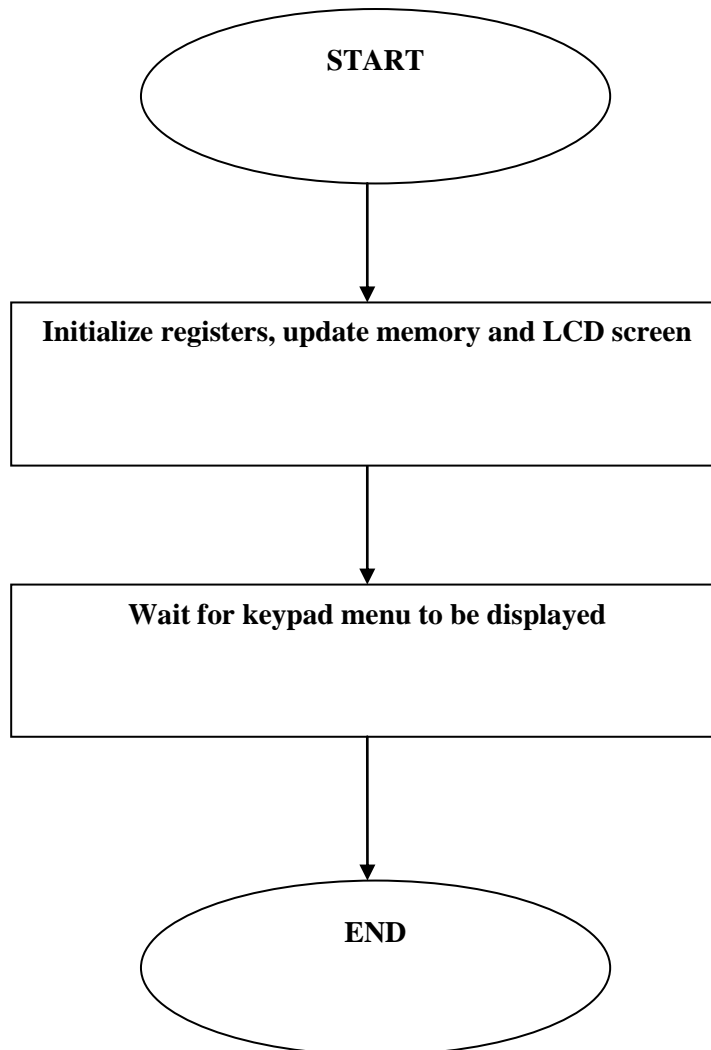 START
Initialize registers, update memory and LCD screen
Wait for keypad menu to be displayed
END